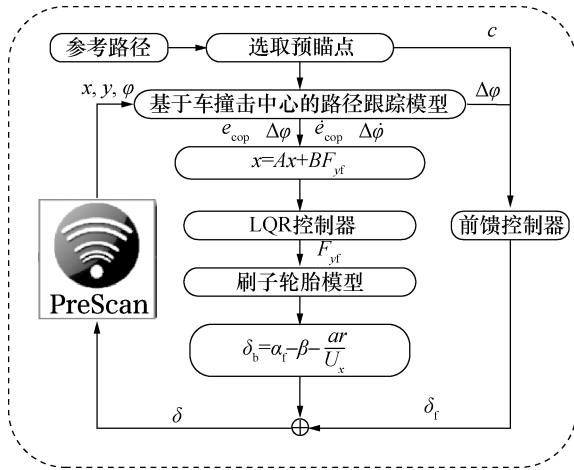 参考路径
选取预瞄点
c
x, y, φ
基于车撞击中心的路径跟踪模型
Δφ
e_cop Δφ ė_cop Δφ̇
x=Ax+BF_yf
LQR控制器
前馈控制器
F_yf
刷子轮胎模型
PreScan
δ_b=α_f−β−ar/U_x
δ
δ_f